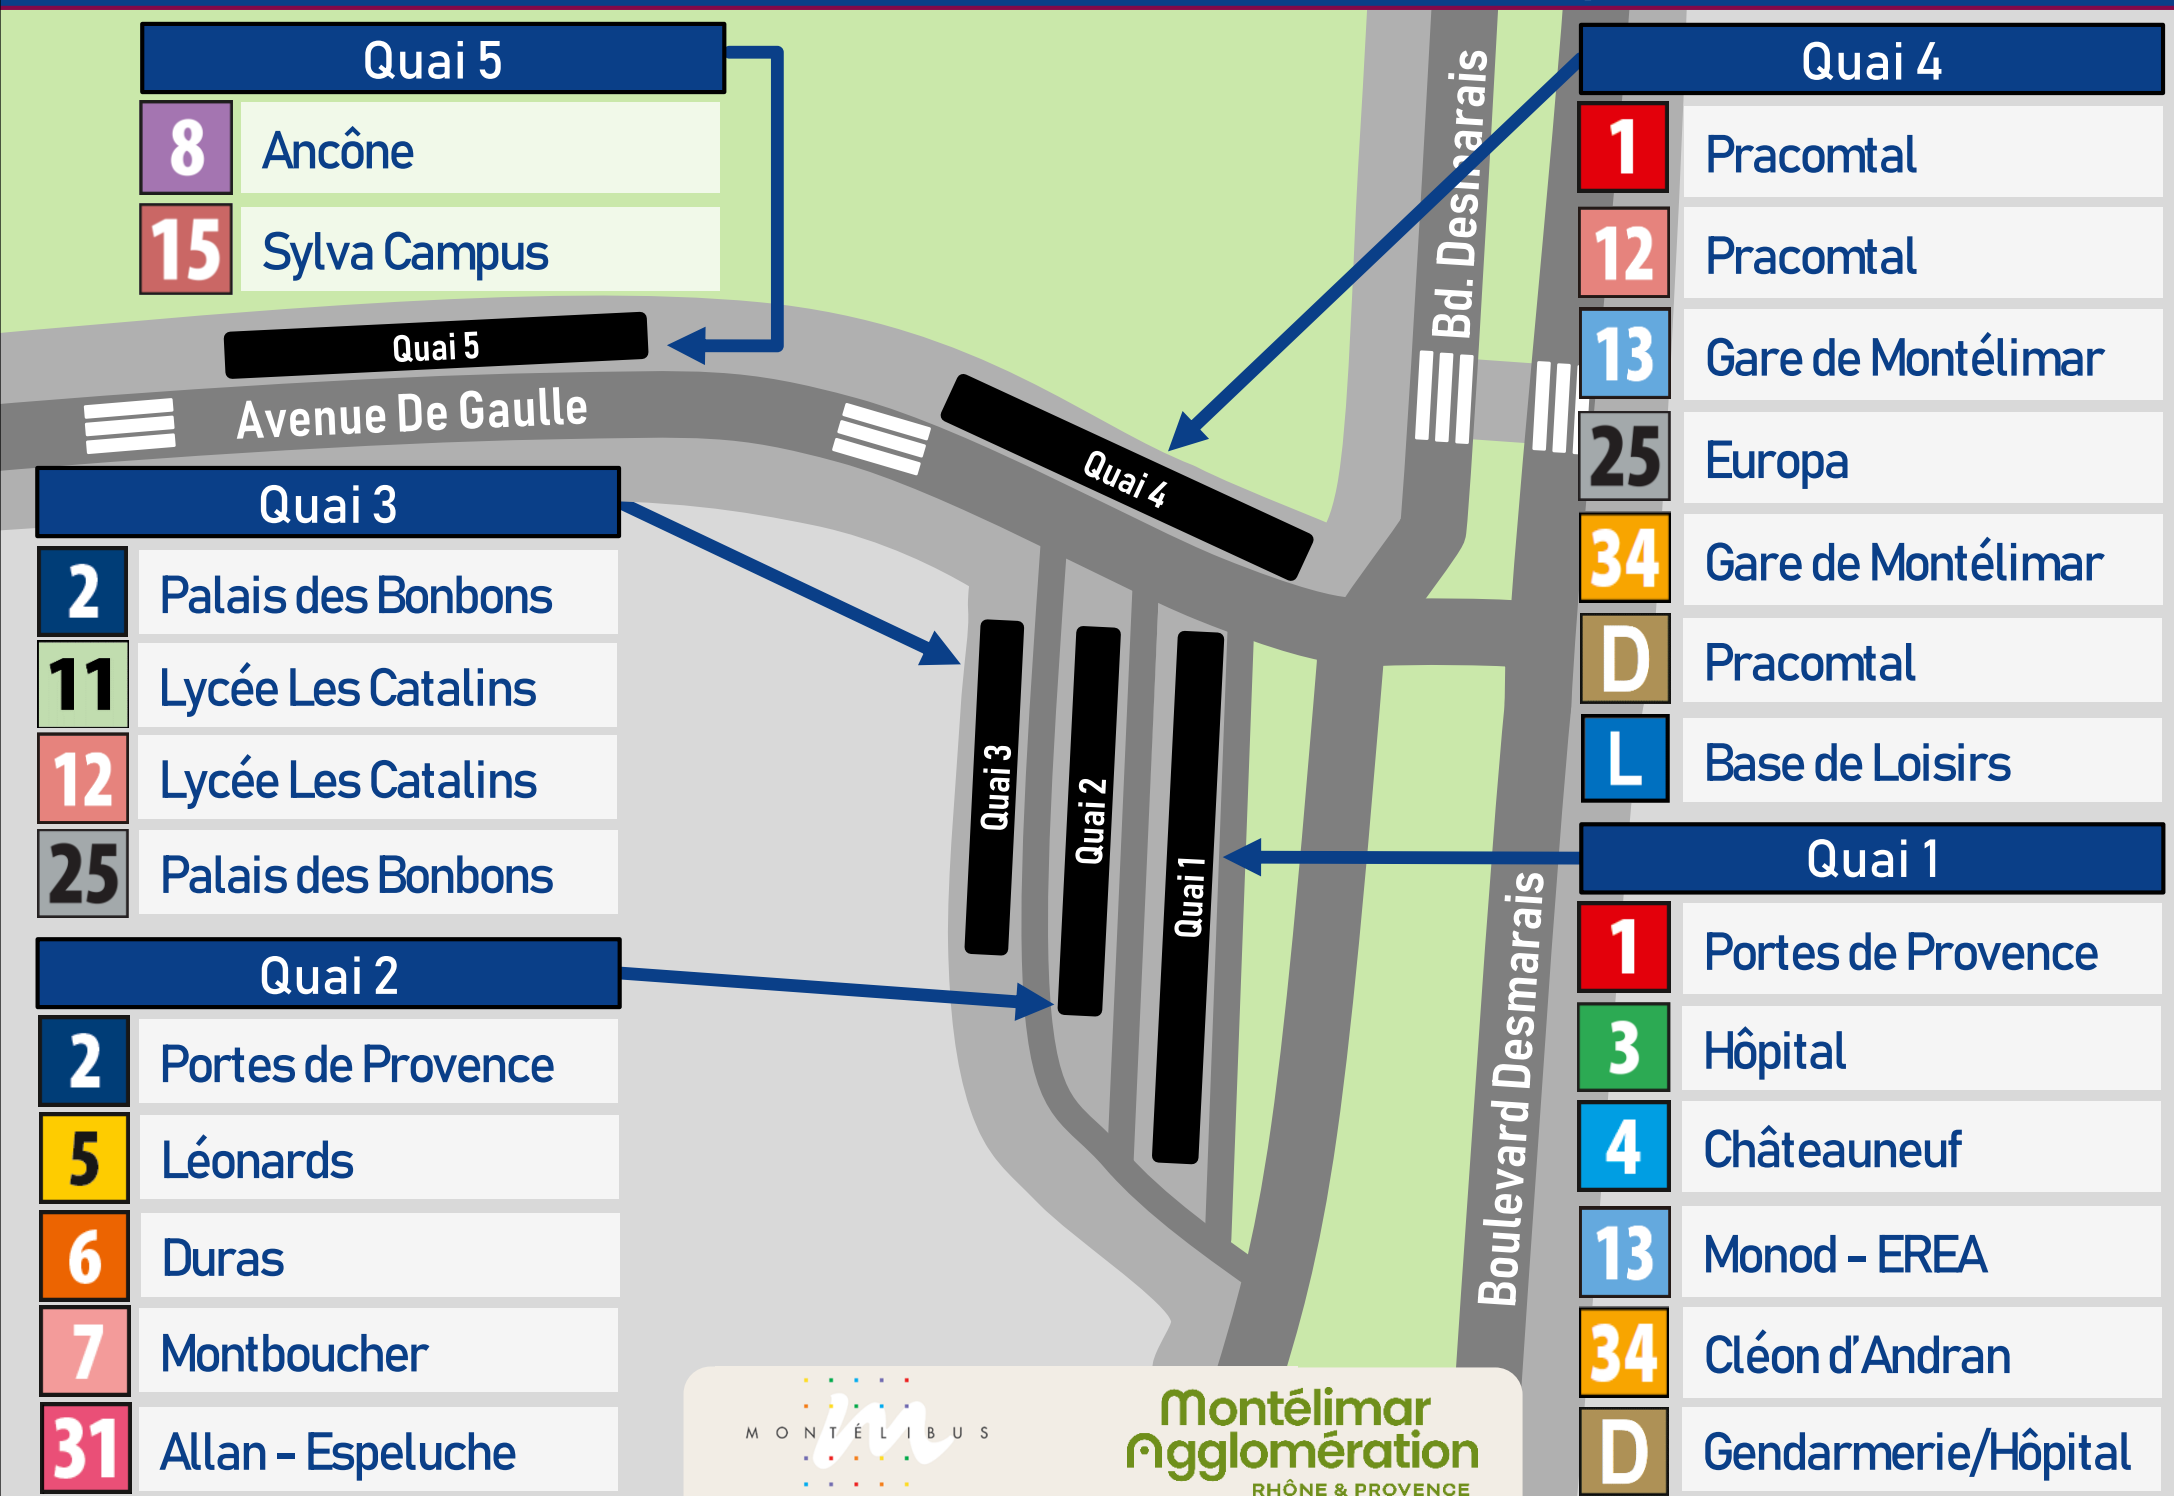 Quai 5
8 Ancône
15 Sylva Campus
Quai 4
1 Pracomtal
12 Pracomtal
13 Gare de Montélimar
25 Europa
34 Gare de Montélimar
D Pracomtal
L Base de Loisirs
Bd. Desmarais
Quai 5
Avenue De Gaulle
Quai 4
Quai 3
2 Palais des Bonbons
11 Lycée Les Catalins
12 Lycée Les Catalins
25 Palais des Bonbons
Quai 3
Quai 2
Quai 1
Quai 1
1 Portes de Provence
3 Hôpital
4 Châteauneuf
13 Monod - EREA
34 Cléon d'Andran
D Gendarmerie/Hôpital
Boulevard Desmarais
Quai 2
2 Portes de Provence
5 Léonards
6 Duras
7 Montboucher
31 Allan - Espeluche
MONTÉLIBUS
Montélimar
Agglomération
RHÔNE & PROVENCE